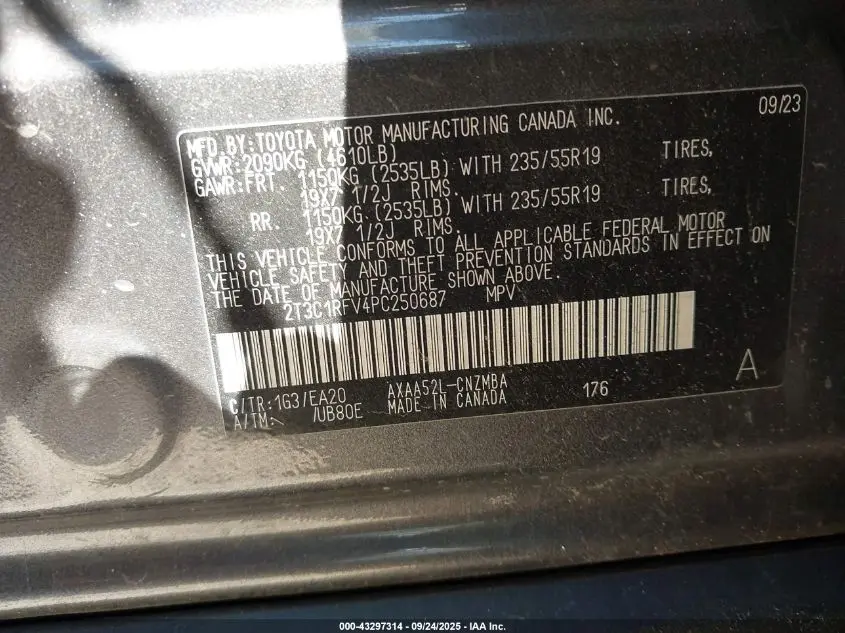 09/23
MFD. BY: TOYOTA MOTOR MANUFACTURING CANADA INC.
GVWR: 2090KG (4610LB)
GAWR: FRT. 1150KG (2535LB) WITH 235/55R19 TIRES,
19X7 1/2J RIMS.
RR. 1150KG (2535LB) WITH 235/55R19 TIRES,
19X7 1/2J RIMS.
THIS VEHICLE CONFORMS TO ALL APPLICABLE FEDERAL MOTOR
VEHICLE SAFETY AND THEFT PREVENTION STANDARDS IN EFFECT ON
THE DATE OF MANUFACTURE SHOWN ABOVE.
2T3C1RFV4PC250687 MPV
C/TR: 1G3/EA20 AXAA52L-CNZMBA 176 A
A/TM: /UB80E MADE IN CANADA
000-43297314 - 09/24/2025 - IAA Inc.